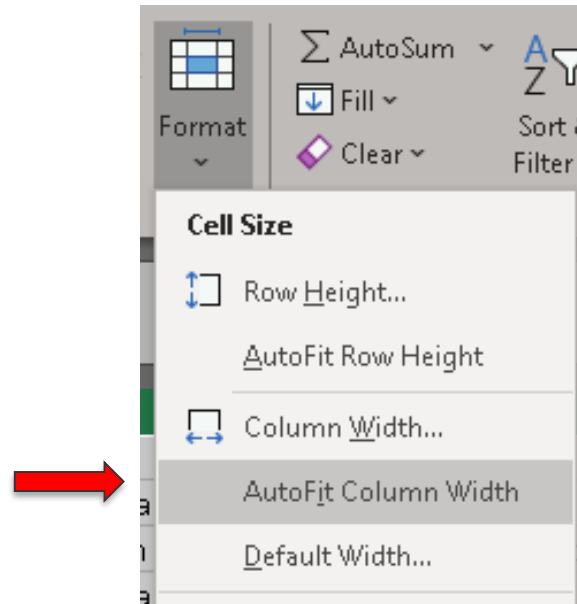 AutoSum
Format
Fill
Clear
Sort
Filter
Cell Size
Row Height...
AutoFit Row Height
Column Width...
AutoFit Column Width
Default Width...